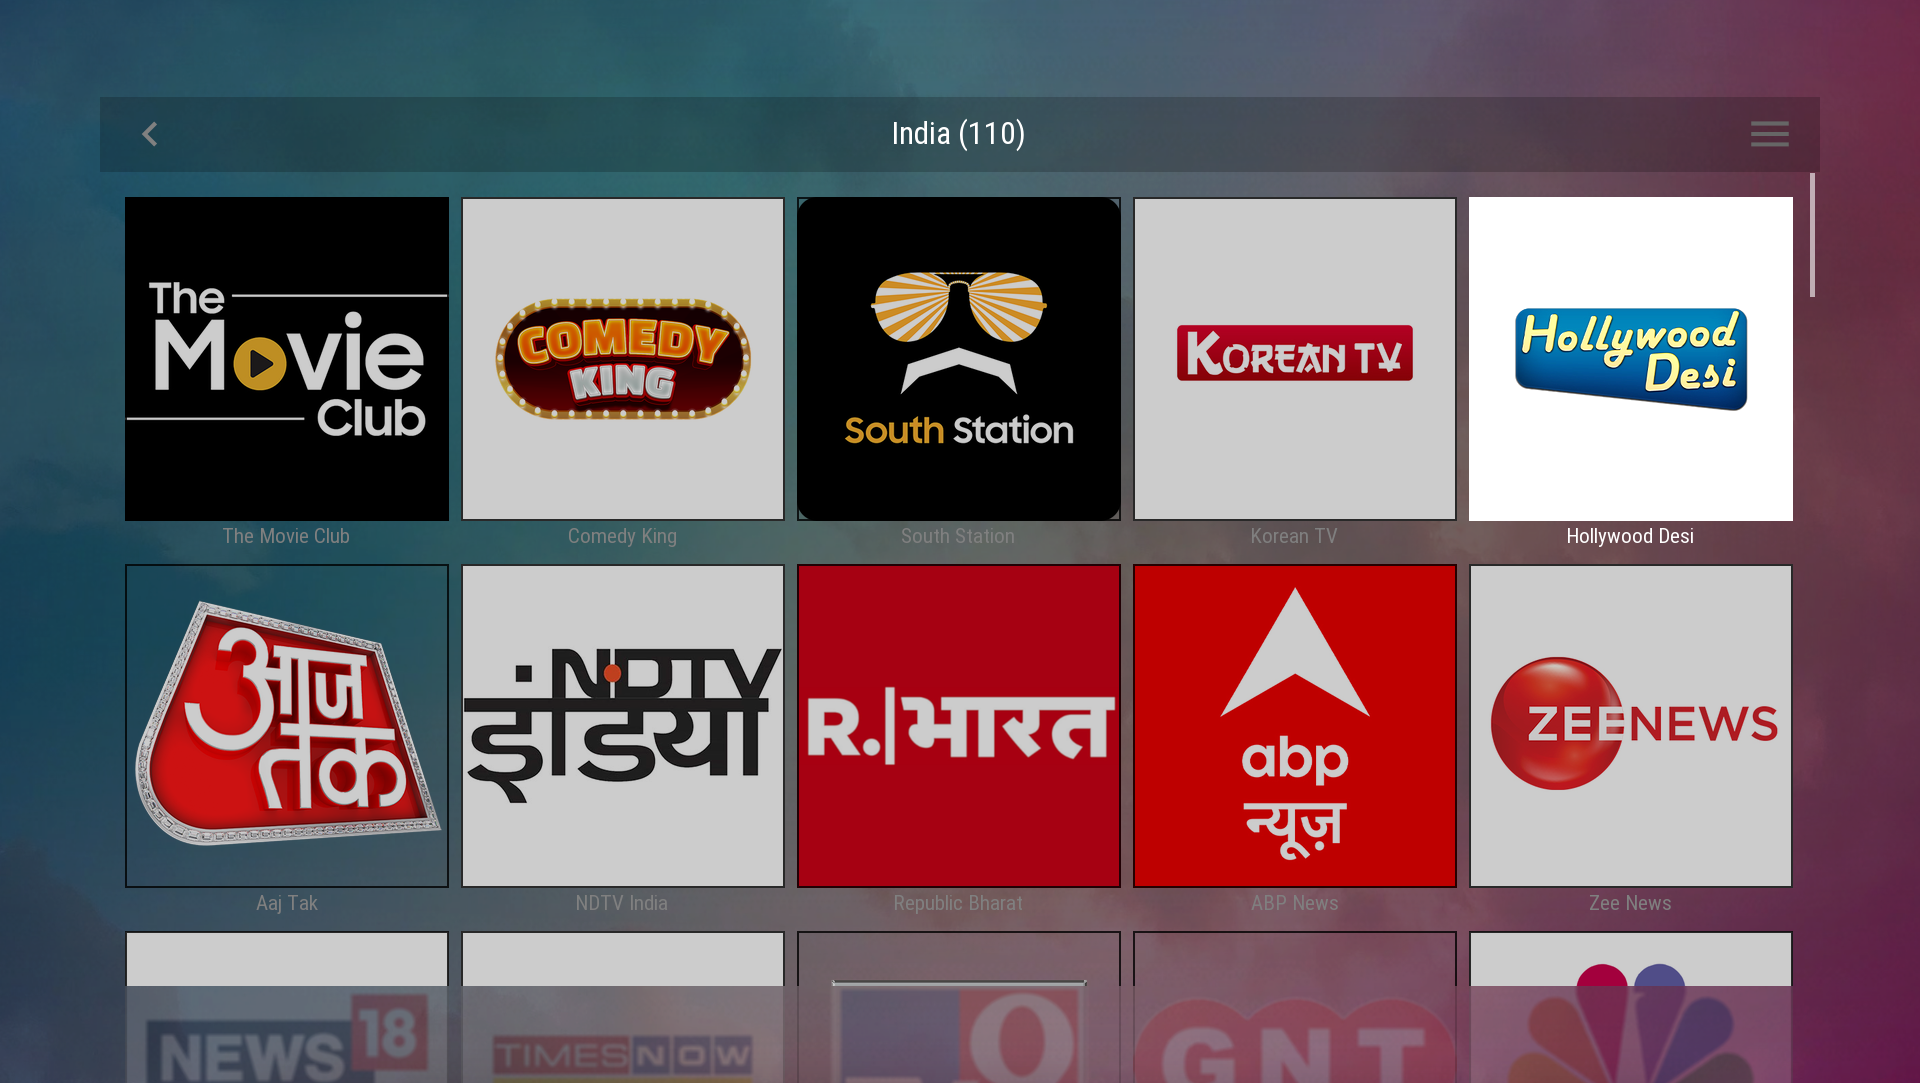 India (110)
The
Movie
Club
COMEDY
KING
South Station
KOREAN TV
Hollywood
Desi
The Movie Club
Comedy King
South Station
Korean TV
Hollywood Desi
आज
तक
NDTV
इंडिया
R.|भारत
abp
न्यूज़
ZEENEWS
Aaj Tak
NDTV India
Republic Bharat
ABP News
Zee News
NEWS 18
TIMES NOW
GNT